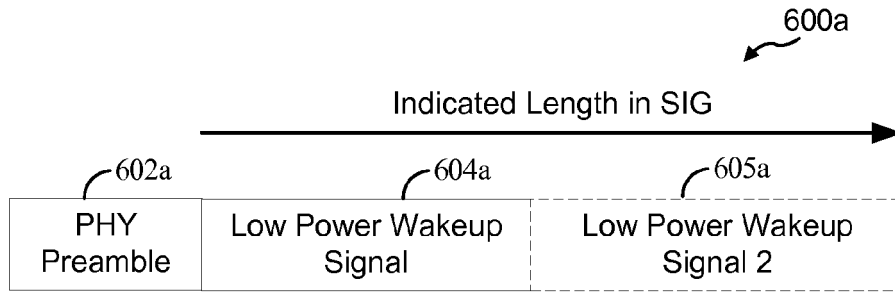 600a
Indicated Length in SIG
602a
604a
605a
PHY
Preamble
Low Power Wakeup
Signal
Low Power Wakeup
Signal 2